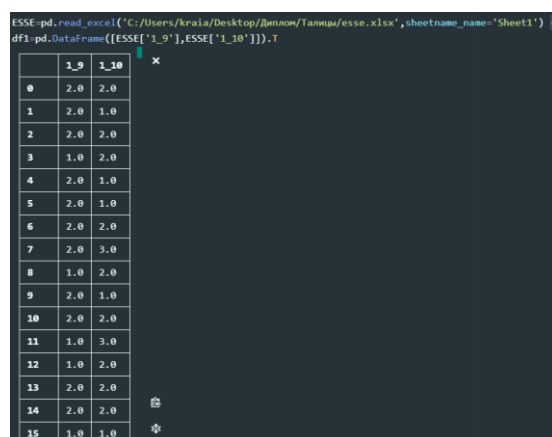 ESSE=pd.read_excel('C:/Users/kraia/Desktop/Диплом/Талицы/esse.xlsx',sheetname_name='Sheet1')
df1=pd.DataFrame([ESSE['1_9'],ESSE['1_10']]).T
1_9 1_10
0 2.0 2.0
1 2.0 1.0
2 2.0 2.0
3 1.0 2.0
4 2.0 1.0
5 2.0 1.0
6 2.0 2.0
7 2.0 3.0
8 1.0 2.0
9 2.0 1.0
10 2.0 2.0
11 1.0 3.0
12 1.0 2.0
13 2.0 2.0
14 2.0 2.0
15 1.0 1.0